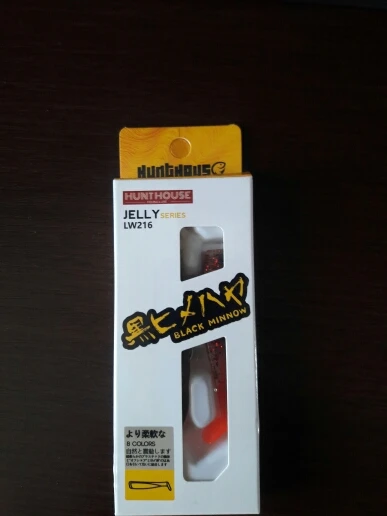 HUNTHOUSE
HUNTHOUSE
JELLY SERIES
LW216
黒ヒメハヤ
BLACK MINNOW
より柔軟な
8 COLORS
自然と激動します